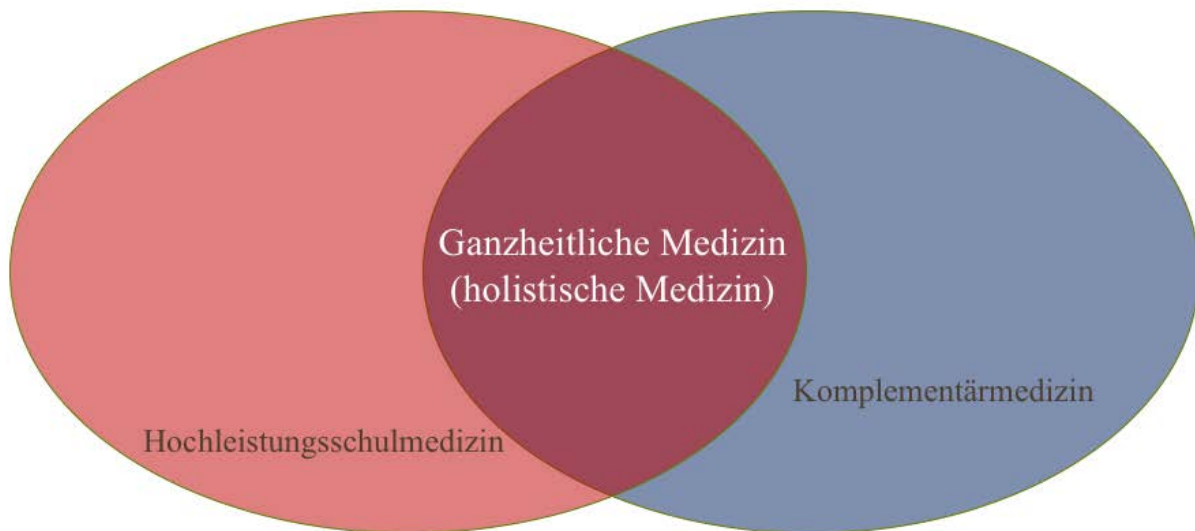 Ganzheitliche Medizin
(holistische Medizin)
Komplementärmedizin
Hochleistungsschulmedizin